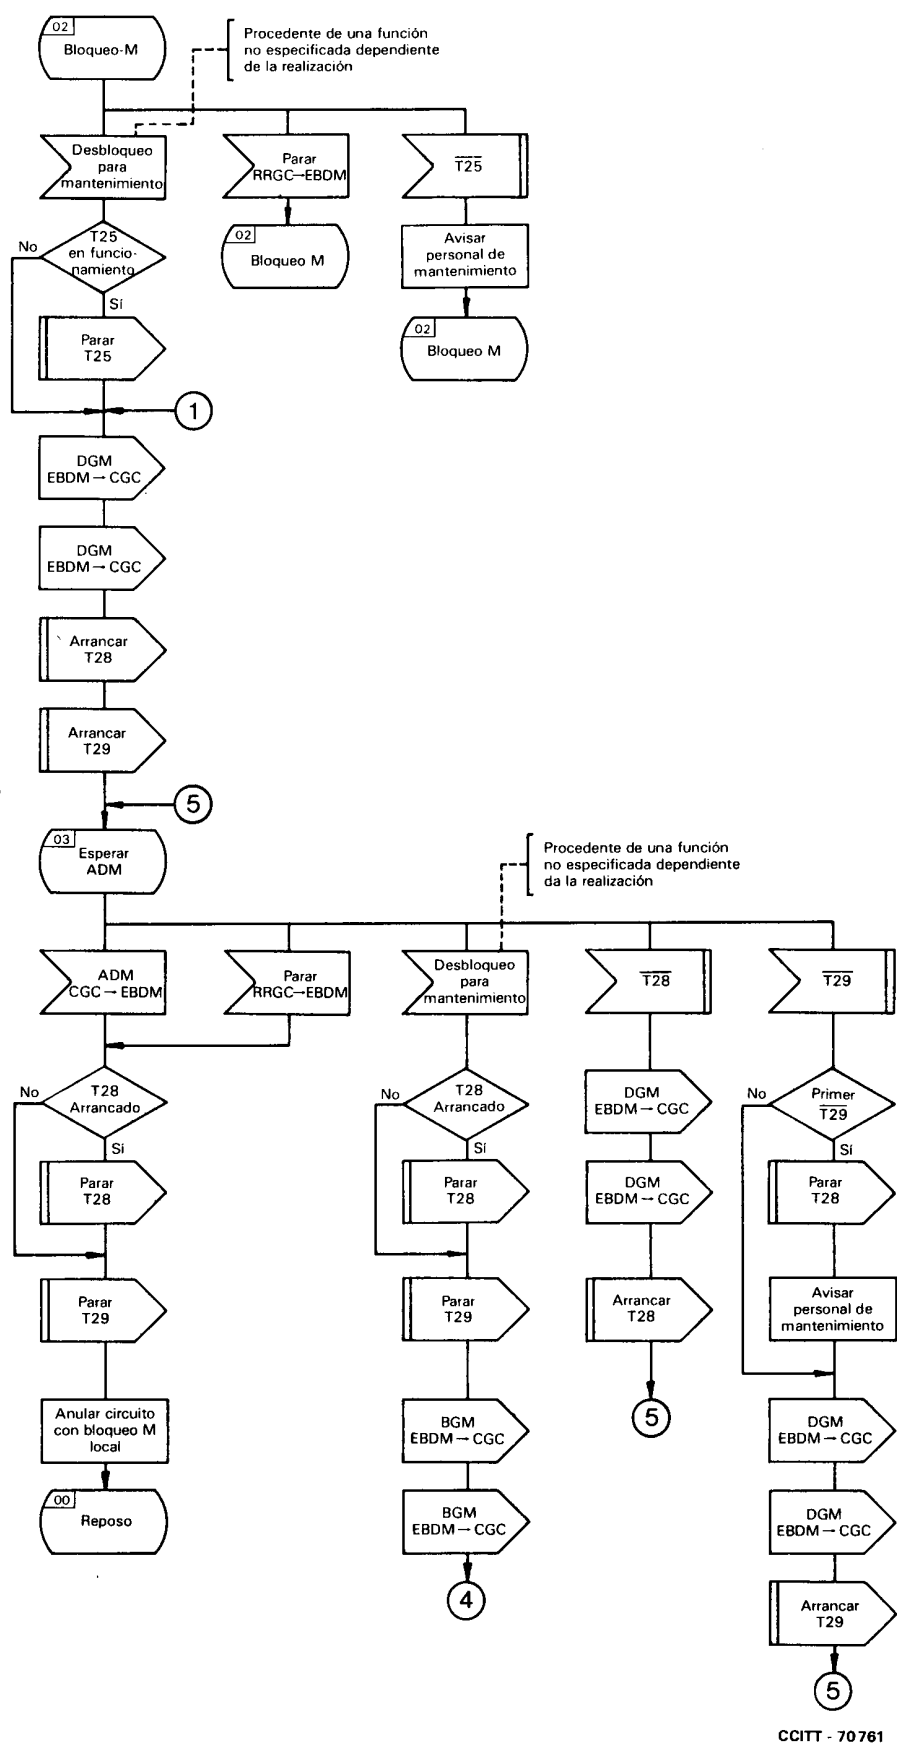 02
Bloqueo-M
Procedente de una función
no especificada dependiente
de la realización
Desbloqueo
para
mantenimiento
Parar
RRGC→EBDM
T25
T25
en funcio-
namiento
No
Sí
02
Bloqueo M
Avisar
personal de
mantenimiento
Parar
T25
02
Bloqueo M
1
DGM
EBDM→CGC
DGM
EBDM→CGC
Arrancar
T28
Arrancar
T29
5
03
Esperar
ADM
Procedente de una función
no especificada dependiente
da la realización
ADM
CGC→EBDM
Parar
RRGC→EBDM
Desbloqueo
para
mantenimiento
T28
T29
No
T28
Arrancado
Sí
No
T28
Arrancado
Sí
DGM
EBDM→CGC
No
Primer
T29
Sí
Parar
T28
Parar
T28
DGM
EBDM→CGC
Parar
T28
Parar
T29
Parar
T29
Arrancar
T28
Avisar
personal de
mantenimiento
Anular circuito
con bloqueo M
local
BGM
EBDM→CGC
5
DGM
EBDM→CGC
00
Reposo
BGM
EBDM→CGC
DGM
EBDM→CGC
4
Arrancar
T29
5
CCITT - 70761